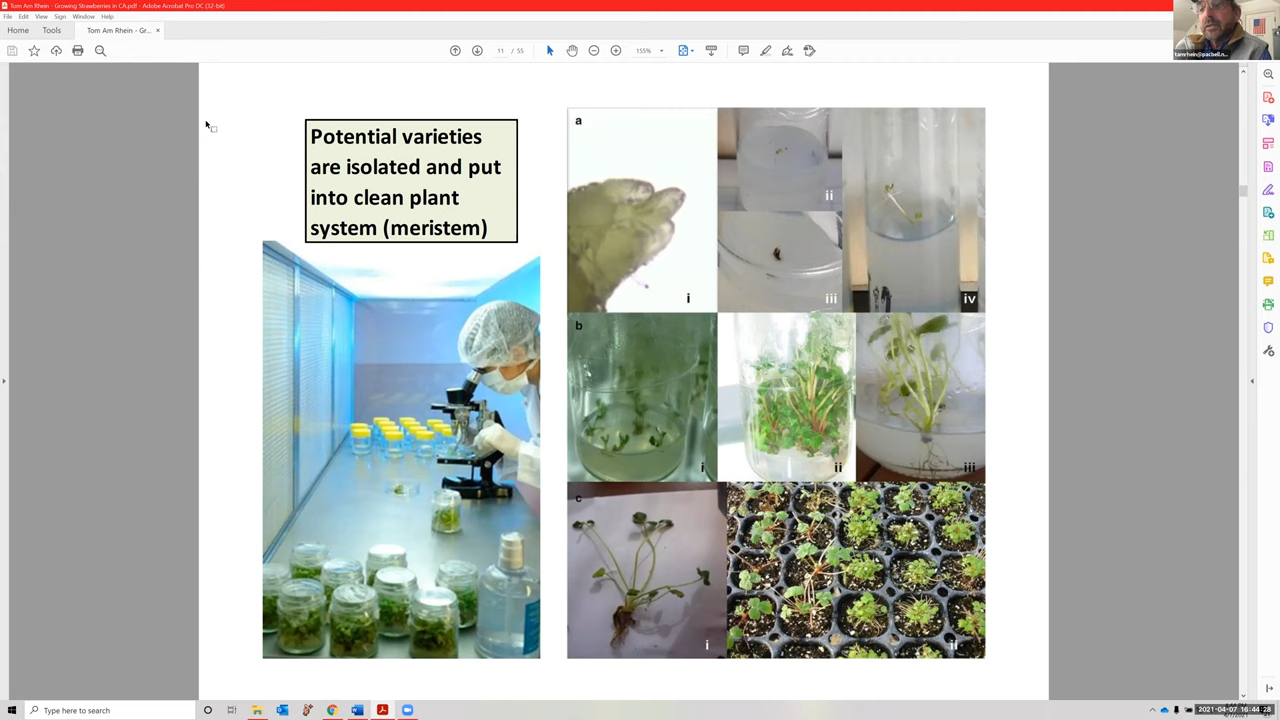 Tom Am Rhein - Growing Strawberries in CA.pdf - Adobe Acrobat Pro DC (32-bit)
File Edit View Sign Window Help
Home Tools Tom Am Rhein - Gr... ×
11 / 55 155%
tamrhein@pacbell.n...
Potential varieties
are isolated and put
into clean plant
system (meristem)
a
i
ii
iii
iv
b
i
ii
iii
c
i
ii
Type here to search
2021-04-07 16:44:28